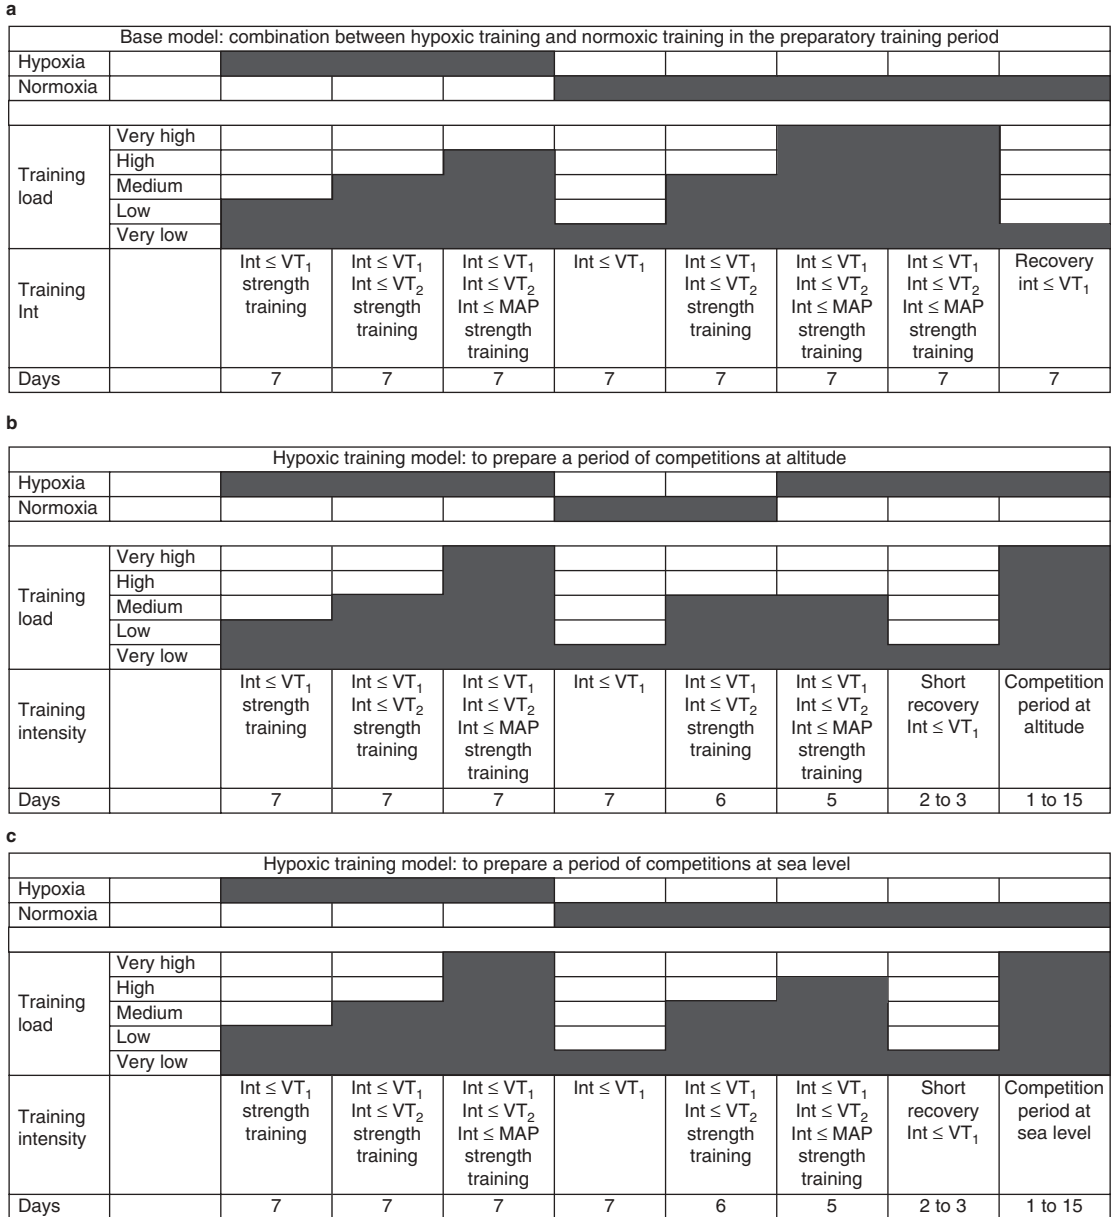 a
Base model: combination between hypoxic training and normoxic training in the preparatory training period
Hypoxia
Normoxia
Training load
Very high
High
Medium
Low
Very low
Training Int
Int ≤ VT₁ strength training
Int ≤ VT₁ Int ≤ VT₂ strength training
Int ≤ VT₁ Int ≤ VT₂ Int ≤ MAP strength training
Int ≤ VT₁
Int ≤ VT₁ Int ≤ VT₂ strength training
Int ≤ VT₁ Int ≤ VT₂ Int ≤ MAP strength training
Int ≤ VT₁ Int ≤ VT₂ Int ≤ MAP strength training
Recovery int ≤ VT₁
Days 7 7 7 7 7 7 7 7
b
Hypoxic training model: to prepare a period of competitions at altitude
Hypoxia
Normoxia
Training load
Very high
High
Medium
Low
Very low
Training intensity
Int ≤ VT₁ strength training
Int ≤ VT₁ Int ≤ VT₂ strength training
Int ≤ VT₁ Int ≤ VT₂ Int ≤ MAP strength training
Int ≤ VT₁
Int ≤ VT₁ Int ≤ VT₂ strength training
Int ≤ VT₁ Int ≤ VT₂ Int ≤ MAP strength training
Short recovery Int ≤ VT₁
Competition period at altitude
Days 7 7 7 7 6 5 2 to 3 1 to 15
c
Hypoxic training model: to prepare a period of competitions at sea level
Hypoxia
Normoxia
Training load
Very high
High
Medium
Low
Very low
Training intensity
Int ≤ VT₁ strength training
Int ≤ VT₁ Int ≤ VT₂ strength training
Int ≤ VT₁ Int ≤ VT₂ Int ≤ MAP strength training
Int ≤ VT₁
Int ≤ VT₁ Int ≤ VT₂ strength training
Int ≤ VT₁ Int ≤ VT₂ Int ≤ MAP strength training
Short recovery Int ≤ VT₁
Competition period at sea level
Days 7 7 7 7 6 5 2 to 3 1 to 15